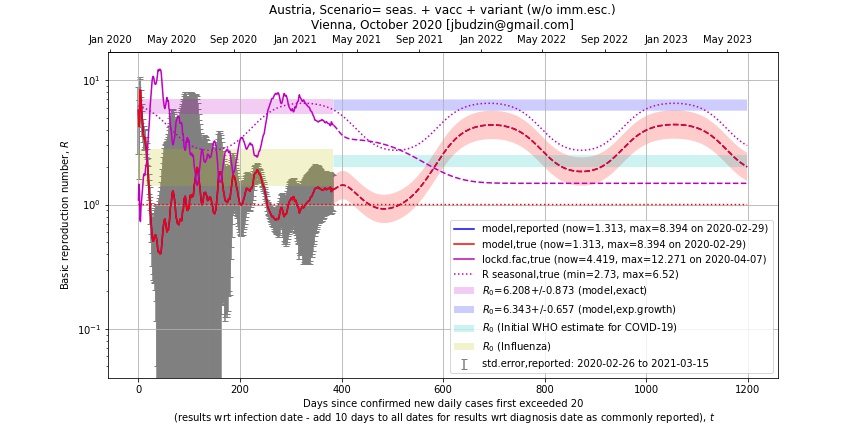 Austria, Scenario= seas. + vacc + variant (w/o imm.esc.)
Vienna, October 2020 [jbudzin@gmail.com]
Jan 2020 May 2020 Sep 2020 Jan 2021 May 2021 Sep 2021 Jan 2022 May 2022 Sep 2022 Jan 2023 May 2023
Basic reproduction number, R
10¹
10⁰
10⁻¹
model,reported (now=1.313, max=8.394 on 2020-02-29)
model,true (now=1.313, max=8.394 on 2020-02-29)
lockd.fac,true (now=4.419, max=12.271 on 2020-04-07)
R seasonal,true (min=2.73, max=6.52)
R₀=6.208+/-0.873 (model,exact)
R₀=6.343+/-0.657 (model,exp.growth)
R₀ (Initial WHO estimate for COVID-19)
R₀ (Influenza)
std.error,reported: 2020-02-26 to 2021-03-15
0 200 400 600 800 1000 1200
Days since confirmed new daily cases first exceeded 20
(results wrt infection date - add 10 days to all dates for results wrt diagnosis date as commonly reported), t